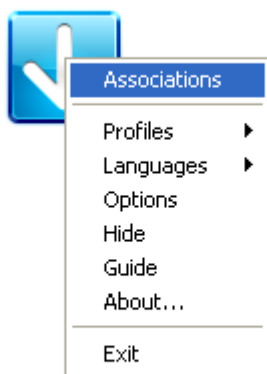 Associations
Profiles
Languages
Options
Hide
Guide
About...
Exit